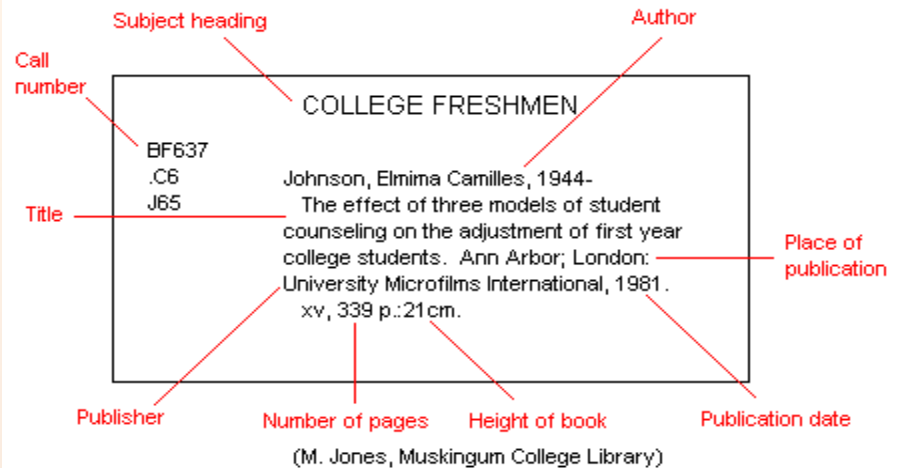 Subject heading
Author
Call
number
COLLEGE FRESHMEN
BF637
.C6
J65
Johnson, Elmima Camilles, 1944-
Title
The effect of three models of student
counseling on the adjustment of first year
college students. Ann Arbor; London:
University Microfilms International, 1981.
xv, 339 p.:21cm.
Place of
publication
Publisher
Number of pages
Height of book
Publication date
(M. Jones, Muskingum College Library)